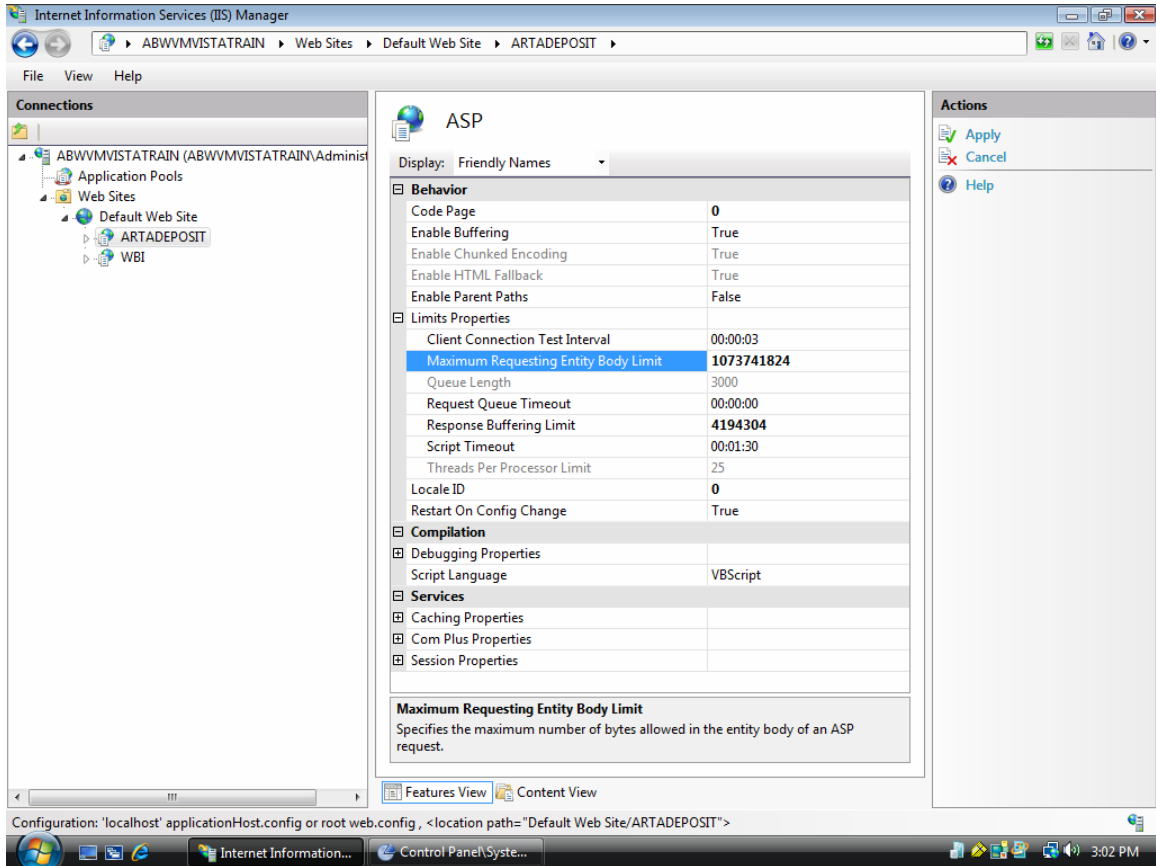 Internet Information Services (IIS) Manager
ABWVMVISTATRAIN Web Sites Default Web Site ARTADEPOSIT
File View Help
Connections
ABWVMVISTATRAIN (ABWVMVISTATRAIN\Administ
Application Pools
Web Sites
Default Web Site
ARTADEPOSIT
WBI
ASP
Display: Friendly Names
Behavior
Code Page 0
Enable Buffering True
Enable Chunked Encoding True
Enable HTML Fallback True
Enable Parent Paths False
Limits Properties
Client Connection Test Interval 00:00:03
Maximum Requesting Entity Body Limit 1073741824
Queue Length 3000
Request Queue Timeout 00:00:00
Response Buffering Limit 4194304
Script Timeout 00:01:30
Threads Per Processor Limit 25
Locale ID 0
Restart On Config Change True
Compilation
Debugging Properties
Script Language VBScript
Services
Caching Properties
Com Plus Properties
Session Properties
Maximum Requesting Entity Body Limit
Specifies the maximum number of bytes allowed in the entity body of an ASP
request.
Features View Content View
Actions
Apply
Cancel
Help
Configuration: 'localhost' applicationHost.config or root web.config , <location path="Default Web Site/ARTADEPOSIT">
Internet Information... Control Panel\Syste... 3:02 PM